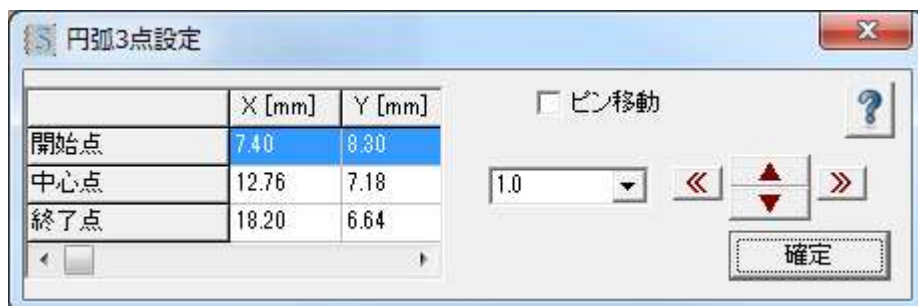 円弧3点設定
X [mm] Y [mm]
開始点 7.40 8.30
中心点 12.76 7.18
終了点 18.20 6.64
ピン移動
?
1.0
確定